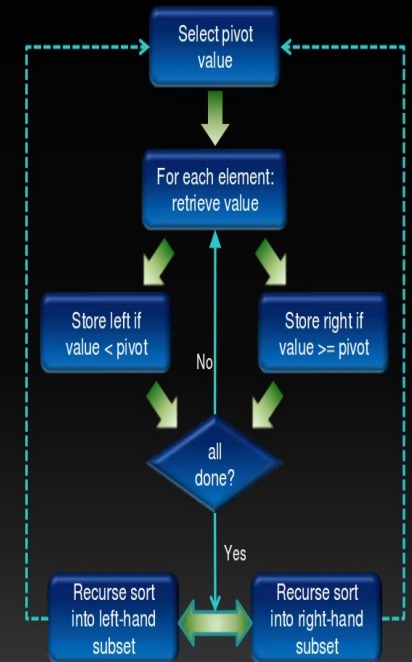 Select pivot
value
For each element:
retrieve value
Store left if
value < pivot
Store right if
value >= pivot
No
all
done?
Yes
Recurse sort
into left-hand
subset
Recurse sort
into right-hand
subset